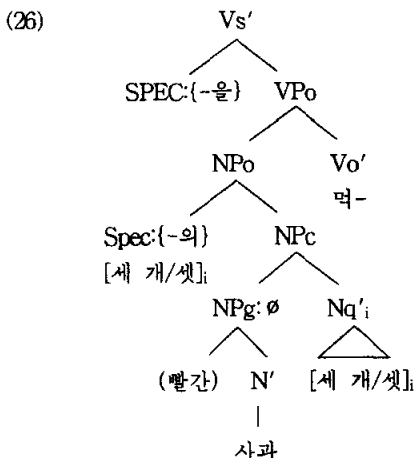 (26) Vs′
SPEC:{-을} VPo
NPo Vo′
먹-
Spec:{-의} NPc
[세 개/셋]i
NPg:ø Nq′i
(빨간) N′ [세 개/셋]i
사과